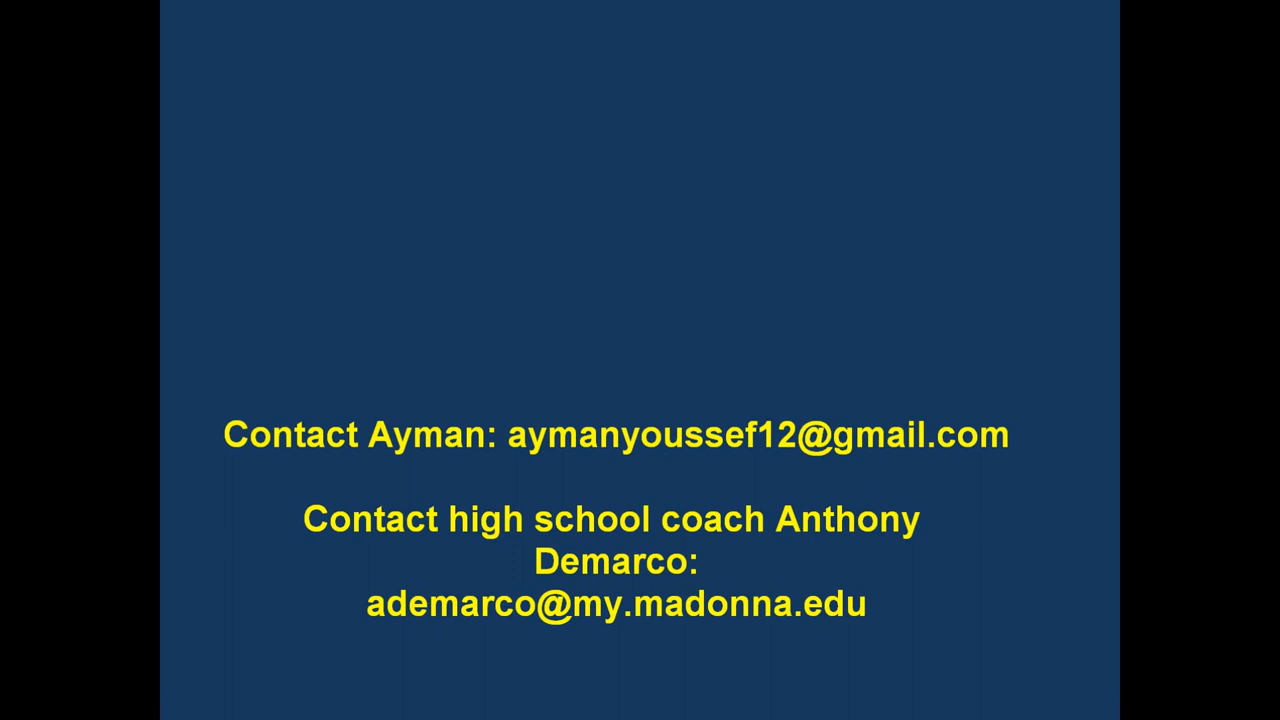 Contact Ayman: aymanyoussef12@gmail.com
Contact high school coach Anthony
Demarco:
ademarco@my.madonna.edu